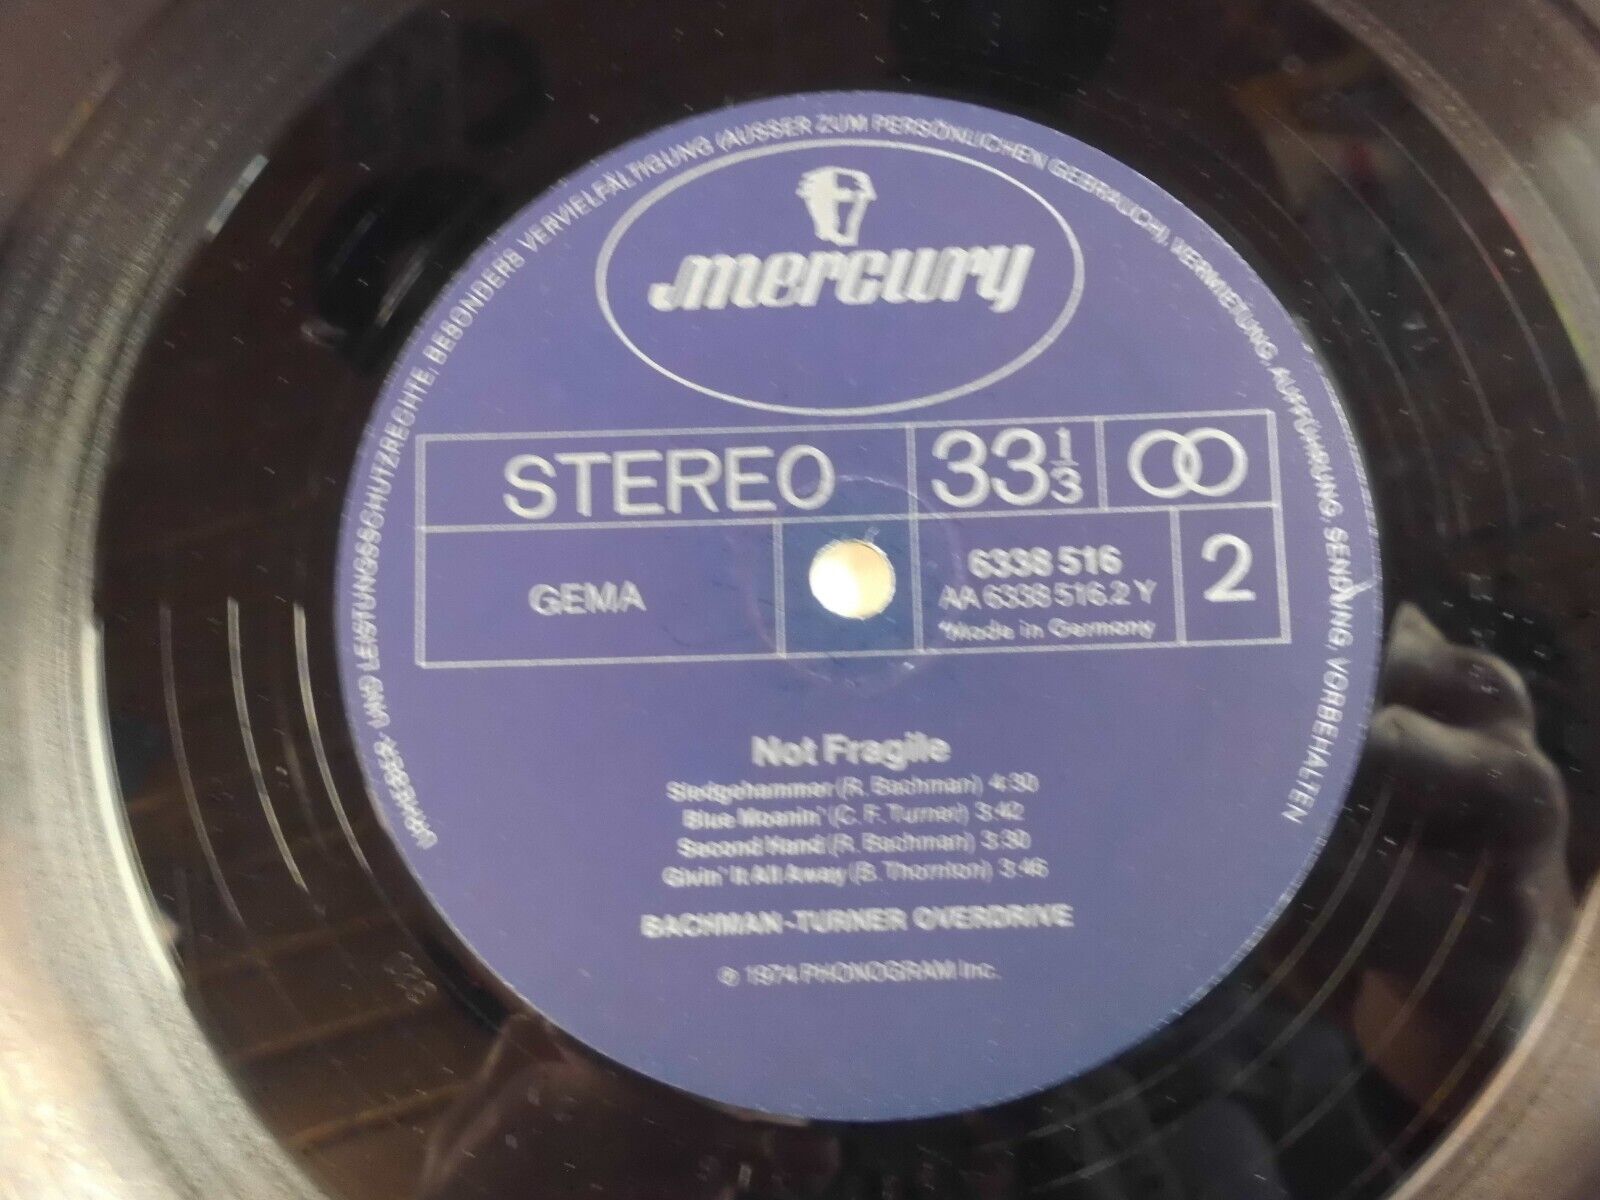 URHEBER- UND LEISTUNGSSCHUTZRECHTE, BESONDERS VERVIELFÄLTIGUNG (AUSSER ZUM PERSÖNLICHEN GEBRAUCH), VERMIETUNG, AUFFÜHRUNG, SENDUNG, VORBEHALTEN
mercury
STEREO
33 1/3
GEMA
6338 516
AA 6338 516.2 Y
*Made in Germany
2
Not Fragile
Sledgehammer (R. Bachman) 4:30
Blue Moanin' (C. F. Turner) 3:42
Second Hand (R. Bachman) 3:30
Givin' It All Away (B. Thornton) 3:46
BACHMAN-TURNER OVERDRIVE
℗ 1974 PHONOGRAM Inc.